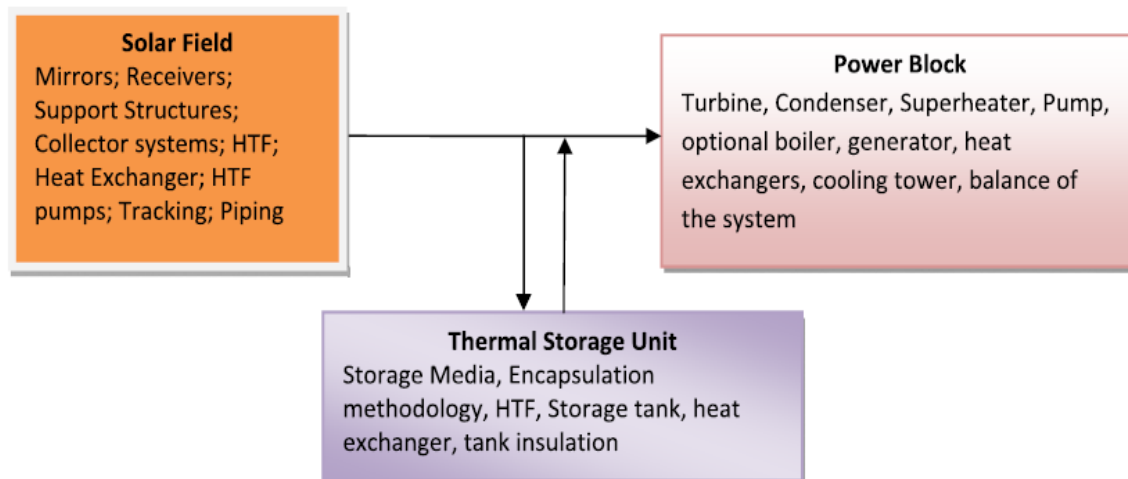 Solar Field
Mirrors; Receivers;
Support Structures;
Collector systems; HTF;
Heat Exchanger; HTF
pumps; Tracking; Piping
Power Block
Turbine, Condenser, Superheater, Pump,
optional boiler, generator, heat
exchangers, cooling tower, balance of
the system
Thermal Storage Unit
Storage Media, Encapsulation
methodology, HTF, Storage tank, heat
exchanger, tank insulation